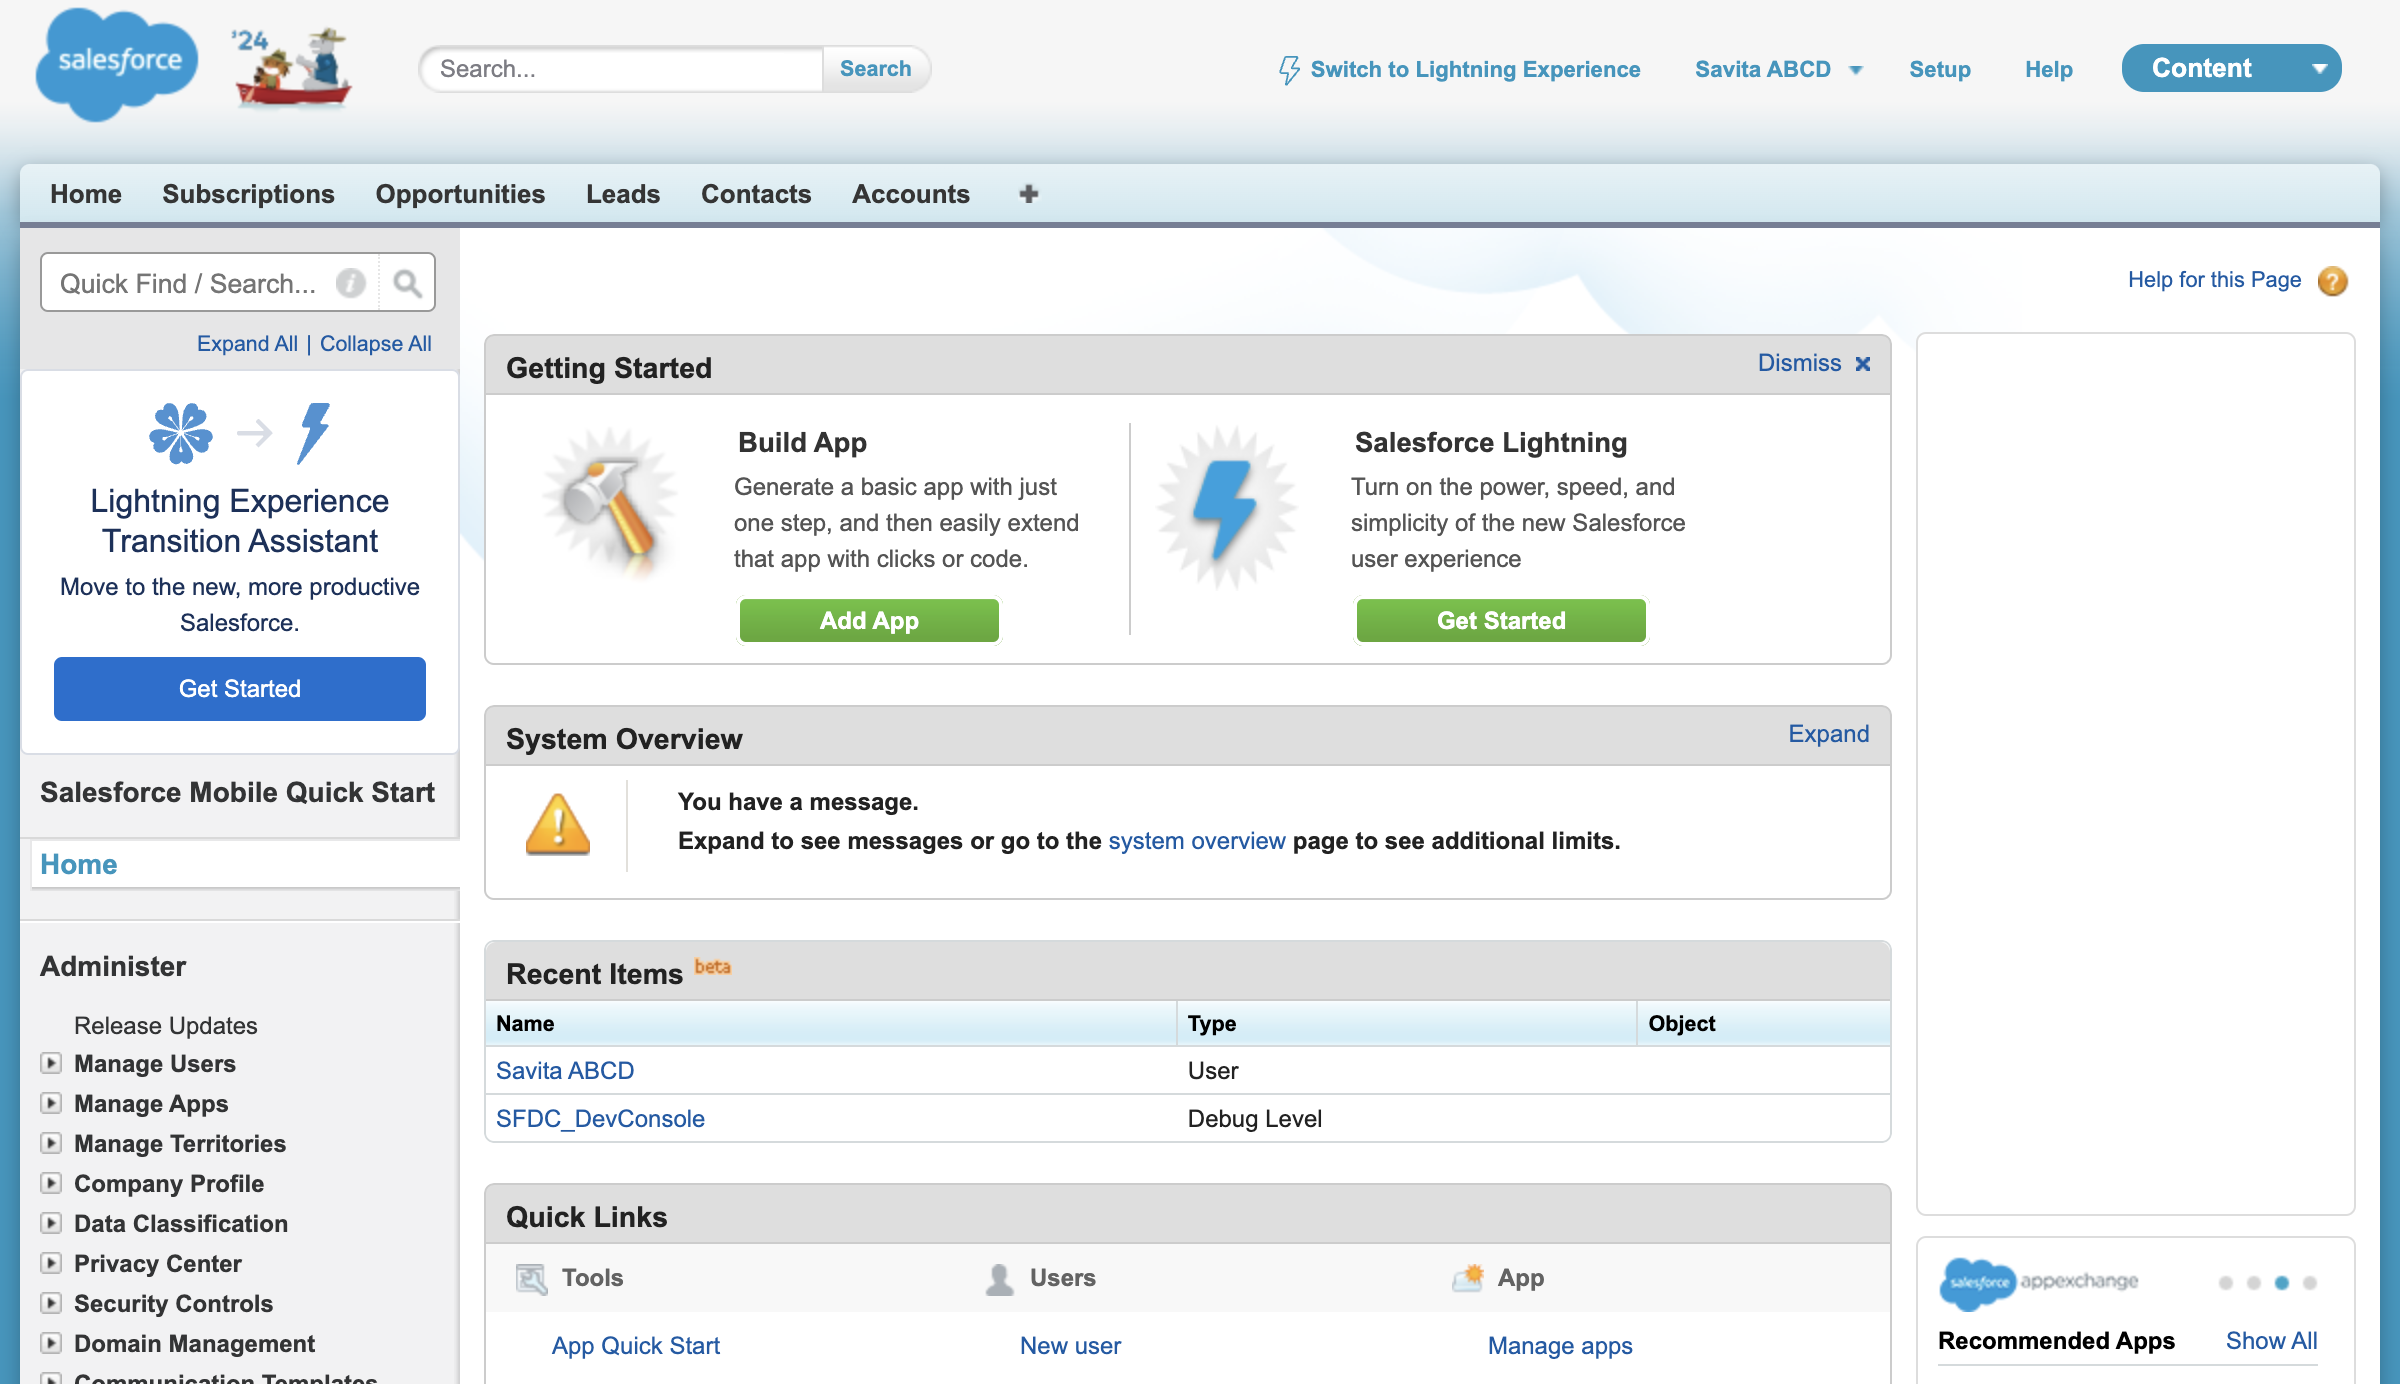 salesforce
'24
Search...
Search
Switch to Lightning Experience
Savita ABCD
Setup
Help
Content
Home
Subscriptions
Opportunities
Leads
Contacts
Accounts
Quick Find / Search...
Expand All | Collapse All
Lightning Experience
Transition Assistant
Move to the new, more productive
Salesforce.
Get Started
Salesforce Mobile Quick Start
Home
Administer
Release Updates
Manage Users
Manage Apps
Manage Territories
Company Profile
Data Classification
Privacy Center
Security Controls
Domain Management
Communication Templates
Help for this Page
Getting Started
Dismiss
Build App
Generate a basic app with just
one step, and then easily extend
that app with clicks or code.
Add App
Salesforce Lightning
Turn on the power, speed, and
simplicity of the new Salesforce
user experience
Get Started
System Overview
Expand
You have a message.
Expand to see messages or go to the system overview page to see additional limits.
Recent Items beta
Name Type Object
Savita ABCD User
SFDC_DevConsole Debug Level
Quick Links
Tools Users App
App Quick Start New user Manage apps
salesforce appexchange
Recommended Apps Show All